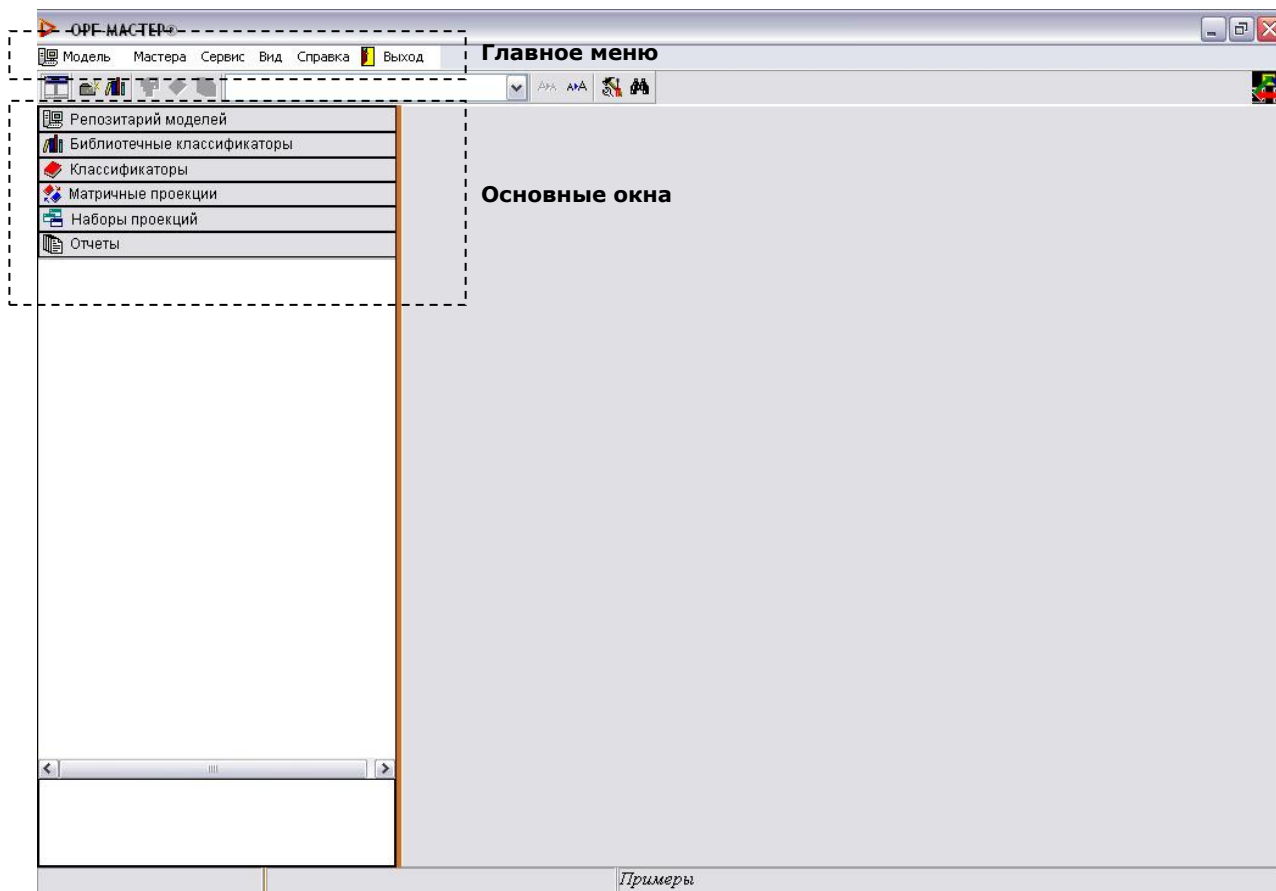 ОРГ-МАСТЕР®
Модель Мастера Сервис Вид Справка Выход
Главное меню
Репозитарий моделей
Библиотечные классификаторы
Классификаторы
Матричные проекции
Наборы проекций
Отчеты
Основные окна
Примеры